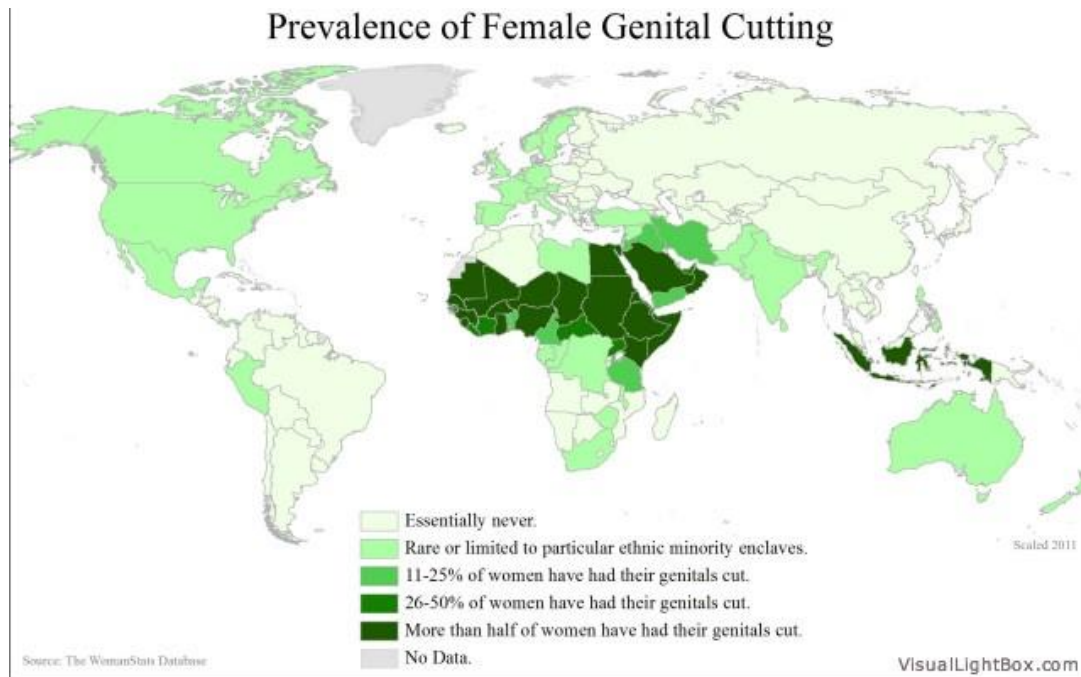 Prevalence of Female Genital Cutting
Essentially never.
Rare or limited to particular ethnic minority enclaves.
11-25% of women have had their genitals cut.
26-50% of women have had their genitals cut.
More than half of women have had their genitals cut.
No Data.
Scaled 2011
Source: The WomanStats Database
VisualLightBox.com